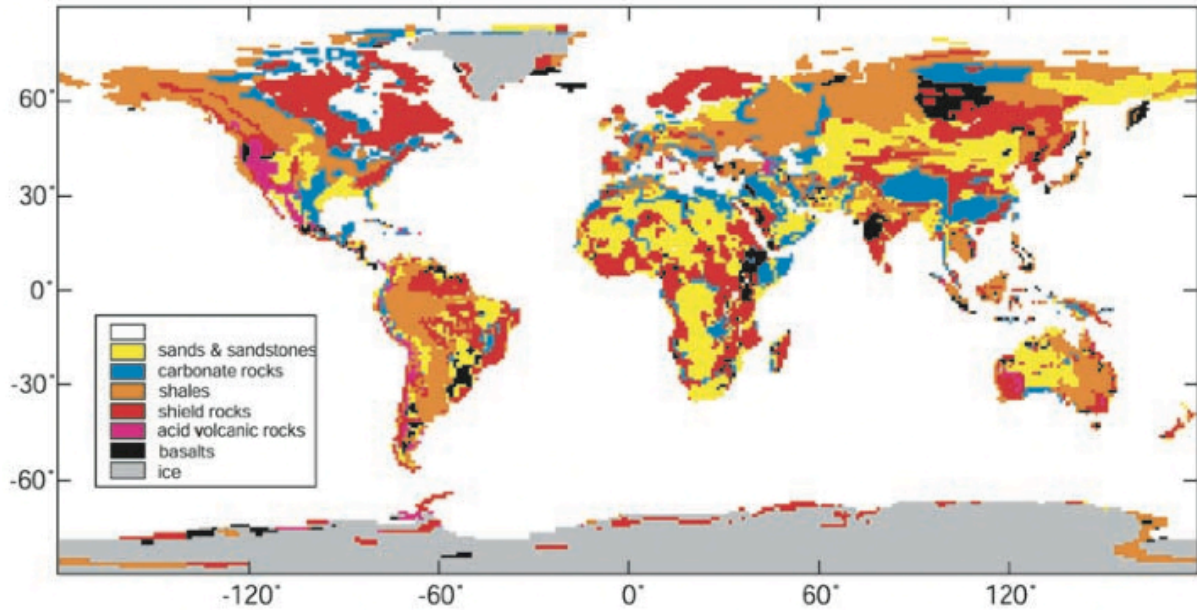 60°
30°
0°
-30°
-60°
sands & sandstones
carbonate rocks
shales
shield rocks
acid volcanic rocks
basalts
ice
-120°
-60°
0°
60°
120°